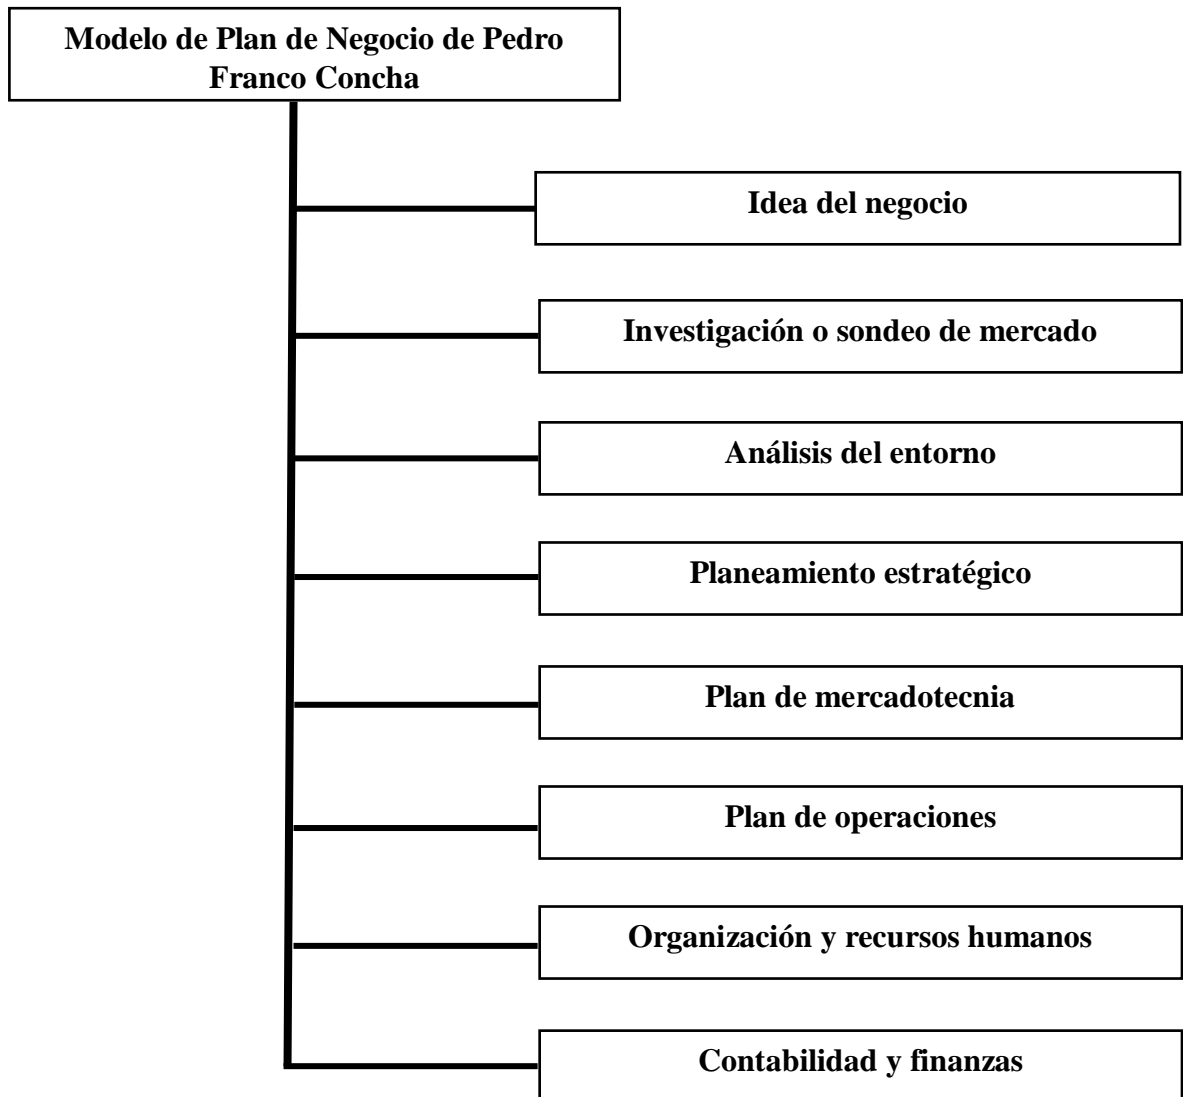 Modelo de Plan de Negocio de Pedro
Franco Concha
Idea del negocio
Investigación o sondeo de mercado
Análisis del entorno
Planeamiento estratégico
Plan de mercadotecnia
Plan de operaciones
Organización y recursos humanos
Contabilidad y finanzas